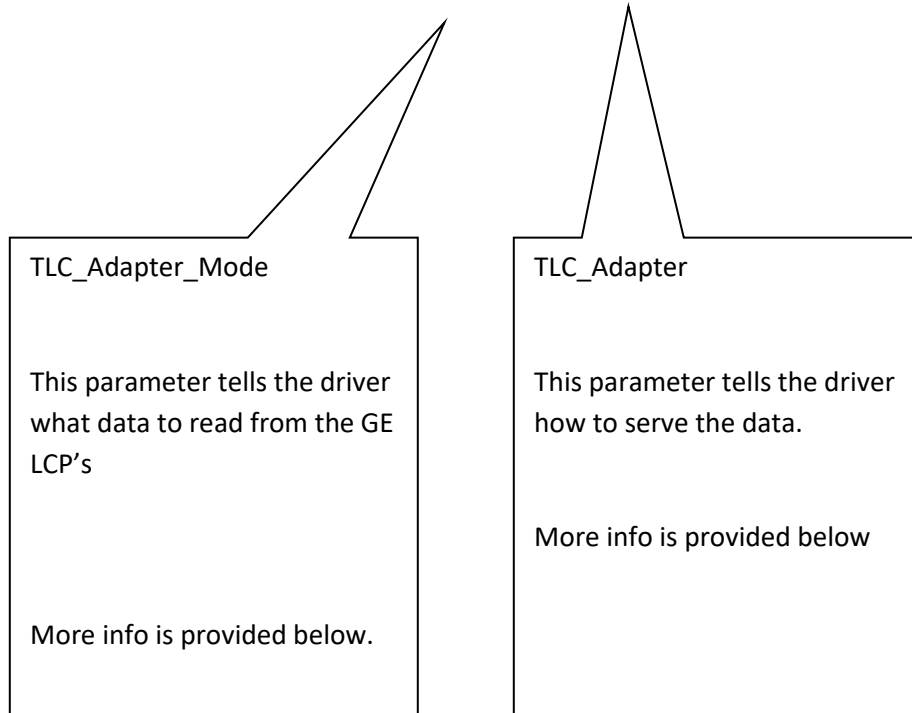 TLC_Adapter_Mode
This parameter tells the driver
what data to read from the GE
LCP’s
More info is provided below.
TLC_Adapter
This parameter tells the driver
how to serve the data.
More info is provided below